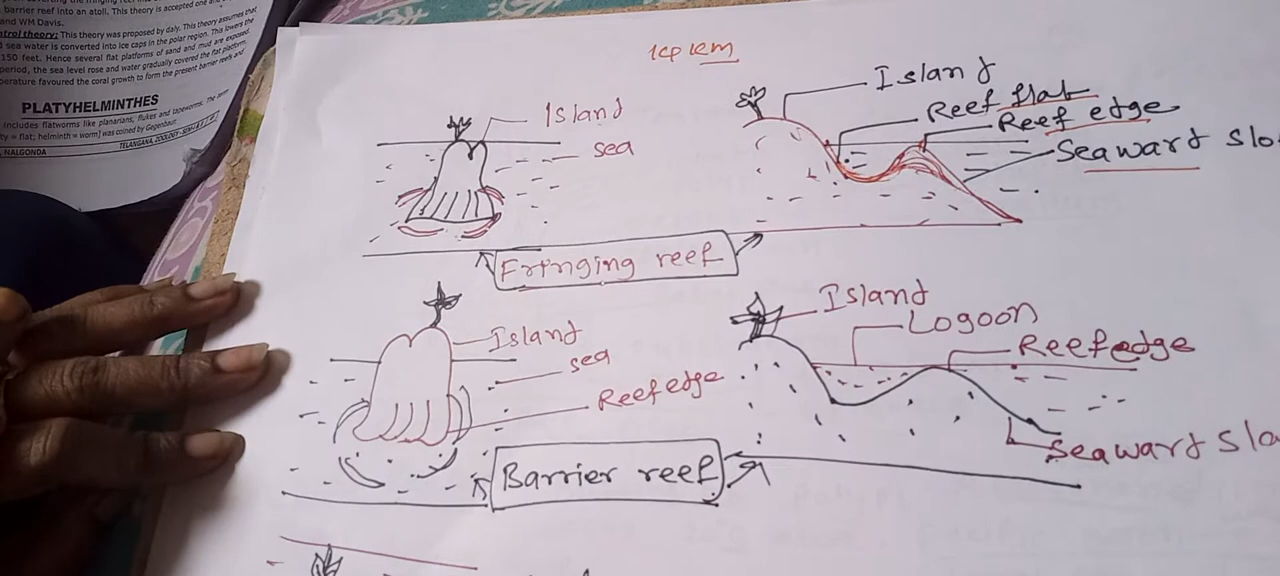 barrier reef into an atoll. This theory is accepted one
and WM Davis.
trol theory: This theory was proposed by daly. This theory assumes that
sea water is converted into ice caps in the polar region. This lowers the
150 feet. Hence several flat platforms of sand and mud are exposed.
period, the sea level rose and water gradually covered the flat platform.
perature favoured the coral growth to form the present barrier reefs and
PLATYHELMINTHES
includes flatworms like planarians, flukes and tapeworms. The
= flat; helminth = worm] was coined by Gegenbaur.
NALGONDA
TELANGANA, ZOOLOGY
Island
sea
Island
Reef flat
Reef edge
Seaward Slo
Fringing reef
Island
sea
Reef edge
Island
Logoon
Reef edge
Seaward Slo
Barrier reef